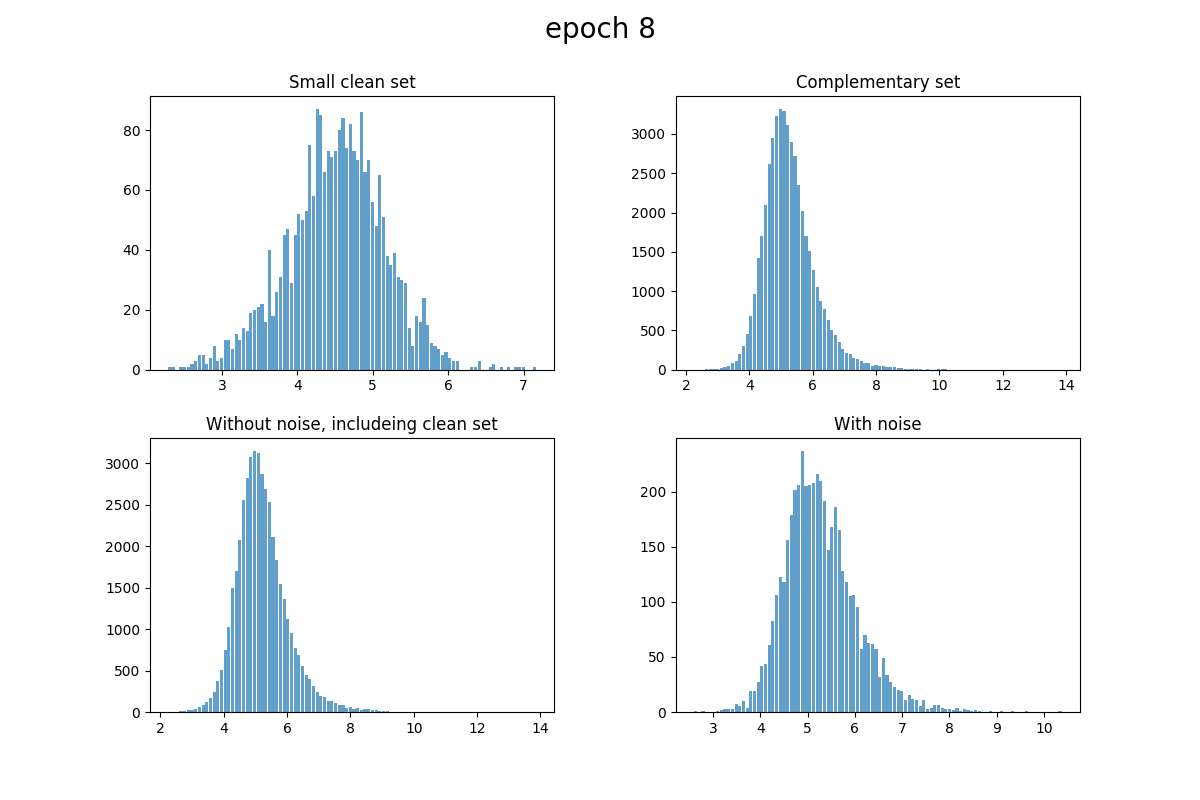 epoch 8
Small clean set
80
60
40
20
0
3 4 5 6 7
Complementary set
3000
2500
2000
1500
1000
500
0
2 4 6 8 10 12 14
Without noise, includeing clean set
3000
2500
2000
1500
1000
500
0
2 4 6 8 10 12 14
With noise
200
150
100
50
0
3 4 5 6 7 8 9 10